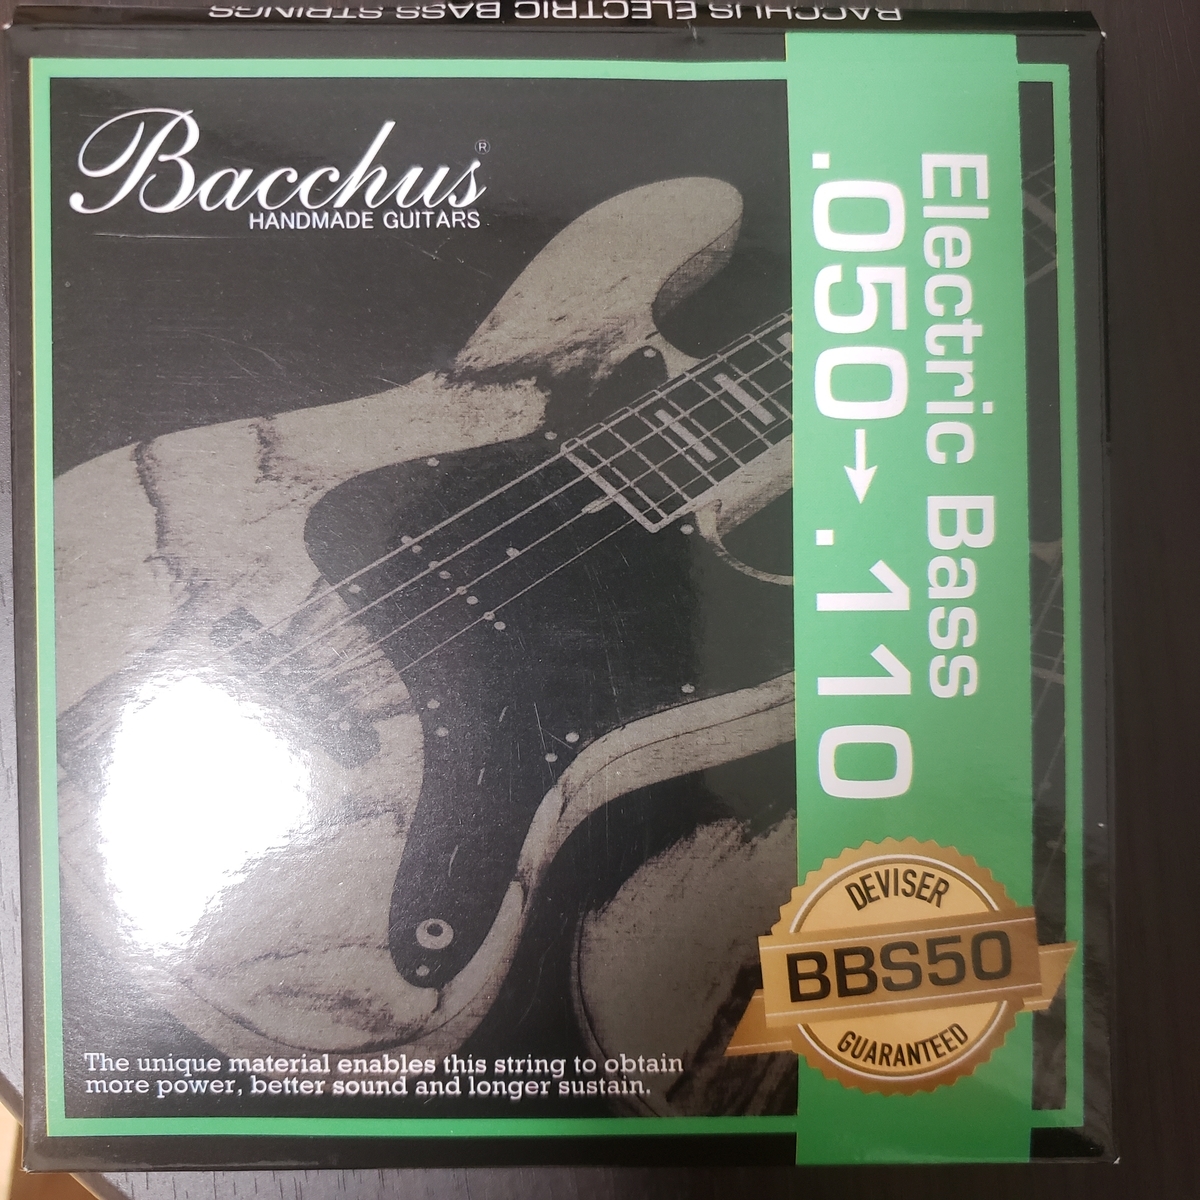 BACCHUS ELECTRIC BASS STRINGS
Bacchus®
HANDMADE GUITARS
Electric Bass
.050→.110
DEVISER
BBS50
GUARANTEED
The unique material enables this string to obtain
more power, better sound and longer sustain.